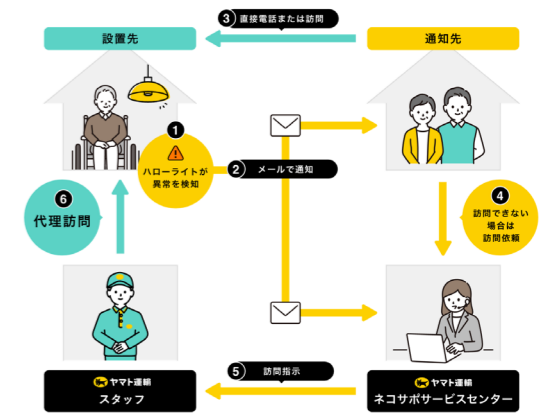 3 直接電話または訪問
設置先
通知先
1
ハローライトが
異常を検知
2 メールで通知
6
代理訪問
4
訪問できない
場合は
訪問依頼
5 訪問指示
ヤマト運輸
スタッフ
ヤマト運輸
ネコサポサービスセンター